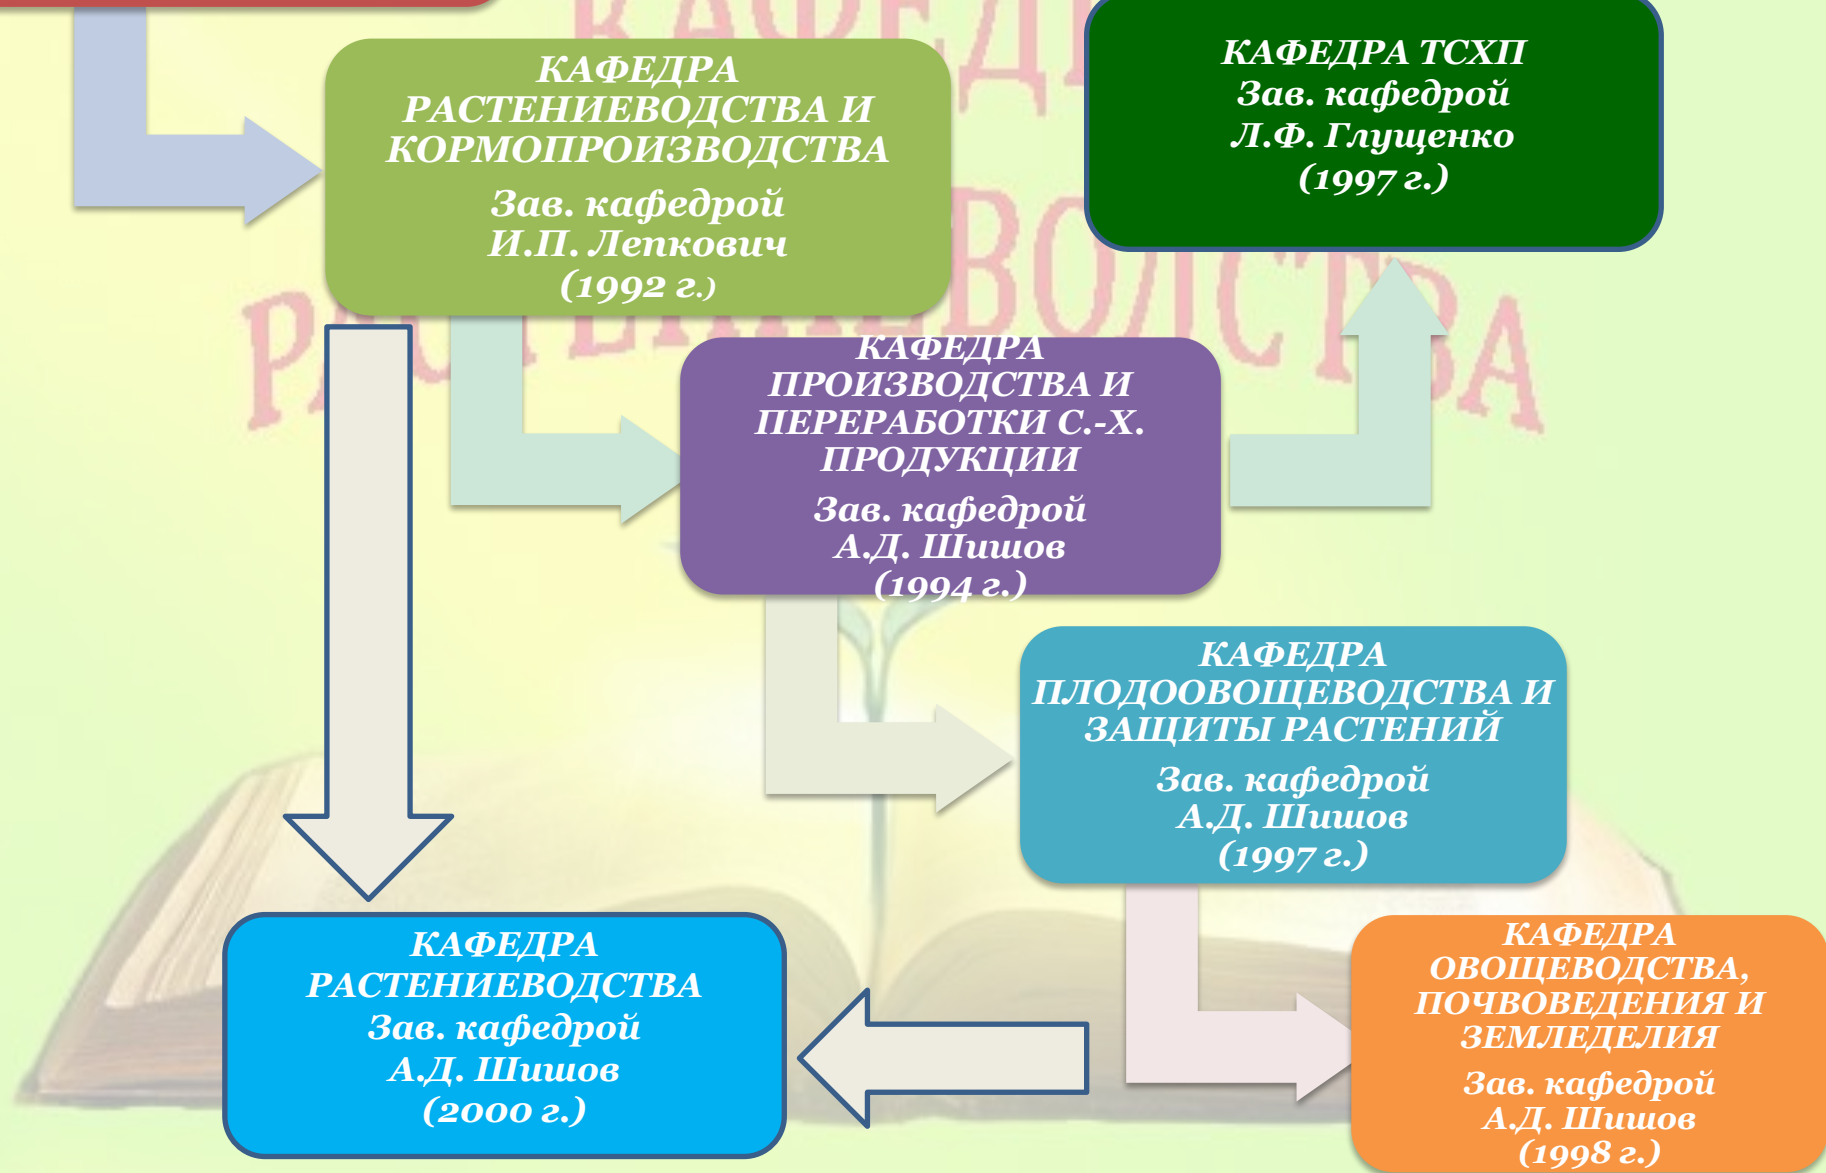 КАФЕДРА
РАСТЕНИЕВОДСТВА И
КОРМОПРОИЗВОДСТВА
Зав. кафедрой
И.П. Лепкович
(1992 г.)
КАФЕДРА ТСХП
Зав. кафедрой
Л.Ф. Глущенко
(1997 г.)
КАФЕДРА
ПРОИЗВОДСТВА И
ПЕРЕРАБОТКИ С.-Х.
ПРОДУКЦИИ
Зав. кафедрой
А.Д. Шишов
(1994 г.)
КАФЕДРА
ПЛОДООВОЩЕВОДСТВА И
ЗАЩИТЫ РАСТЕНИЙ
Зав. кафедрой
А.Д. Шишов
(1997 г.)
КАФЕДРА
РАСТЕНИЕВОДСТВА
Зав. кафедрой
А.Д. Шишов
(2000 г.)
КАФЕДРА
ОВОЩЕВОДСТВА,
ПОЧВОВЕДЕНИЯ И
ЗЕМЛЕДЕЛИЯ
Зав. кафедрой
А.Д. Шишов
(1998 г.)